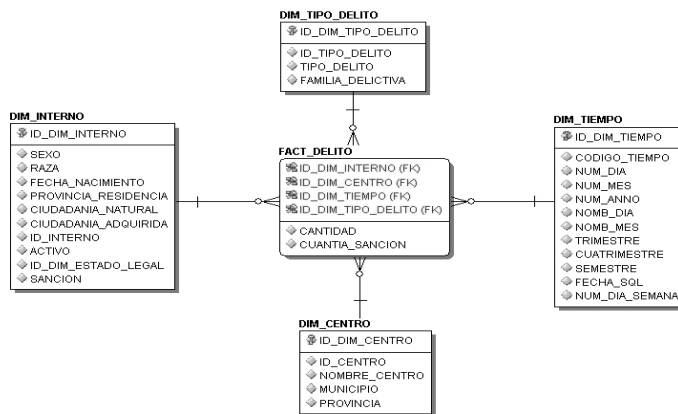 DIM_TIPO_DELITO
ID_DIM_TIPO_DELITO
ID_TIPO_DELITO
TIPO_DELITO
FAMILIA_DELICTIVA
DIM_INTERNO
ID_DIM_INTERNO
SEXO
RAZA
FECHA_NACIMIENTO
PROVINCIA_RESIDENCIA
CIUDADANIA_NATURAL
CIUDADANIA_ADQUIRIDA
ID_INTERNO
ACTIVO
ID_DIM_ESTADO_LEGAL
SANCION
FACT_DELITO
ID_DIM_INTERNO (FK)
ID_DIM_CENTRO (FK)
ID_DIM_TIEMPO (FK)
ID_DIM_TIPO_DELITO (FK)
CANTIDAD
CUANTIA_SANCION
DIM_TIEMPO
ID_DIM_TIEMPO
CODIGO_TIEMPO
NUM_DIA
NUM_MES
NUM_ANNO
NOMB_DIA
NOMB_MES
TRIMESTRE
CUATRIMESTRE
SEMESTRE
FECHA_SQL
NUM_DIA_SEMANA
DIM_CENTRO
ID_DIM_CENTRO
ID_CENTRO
NOMBRE_CENTRO
MUNICIPIO
PROVINCIA